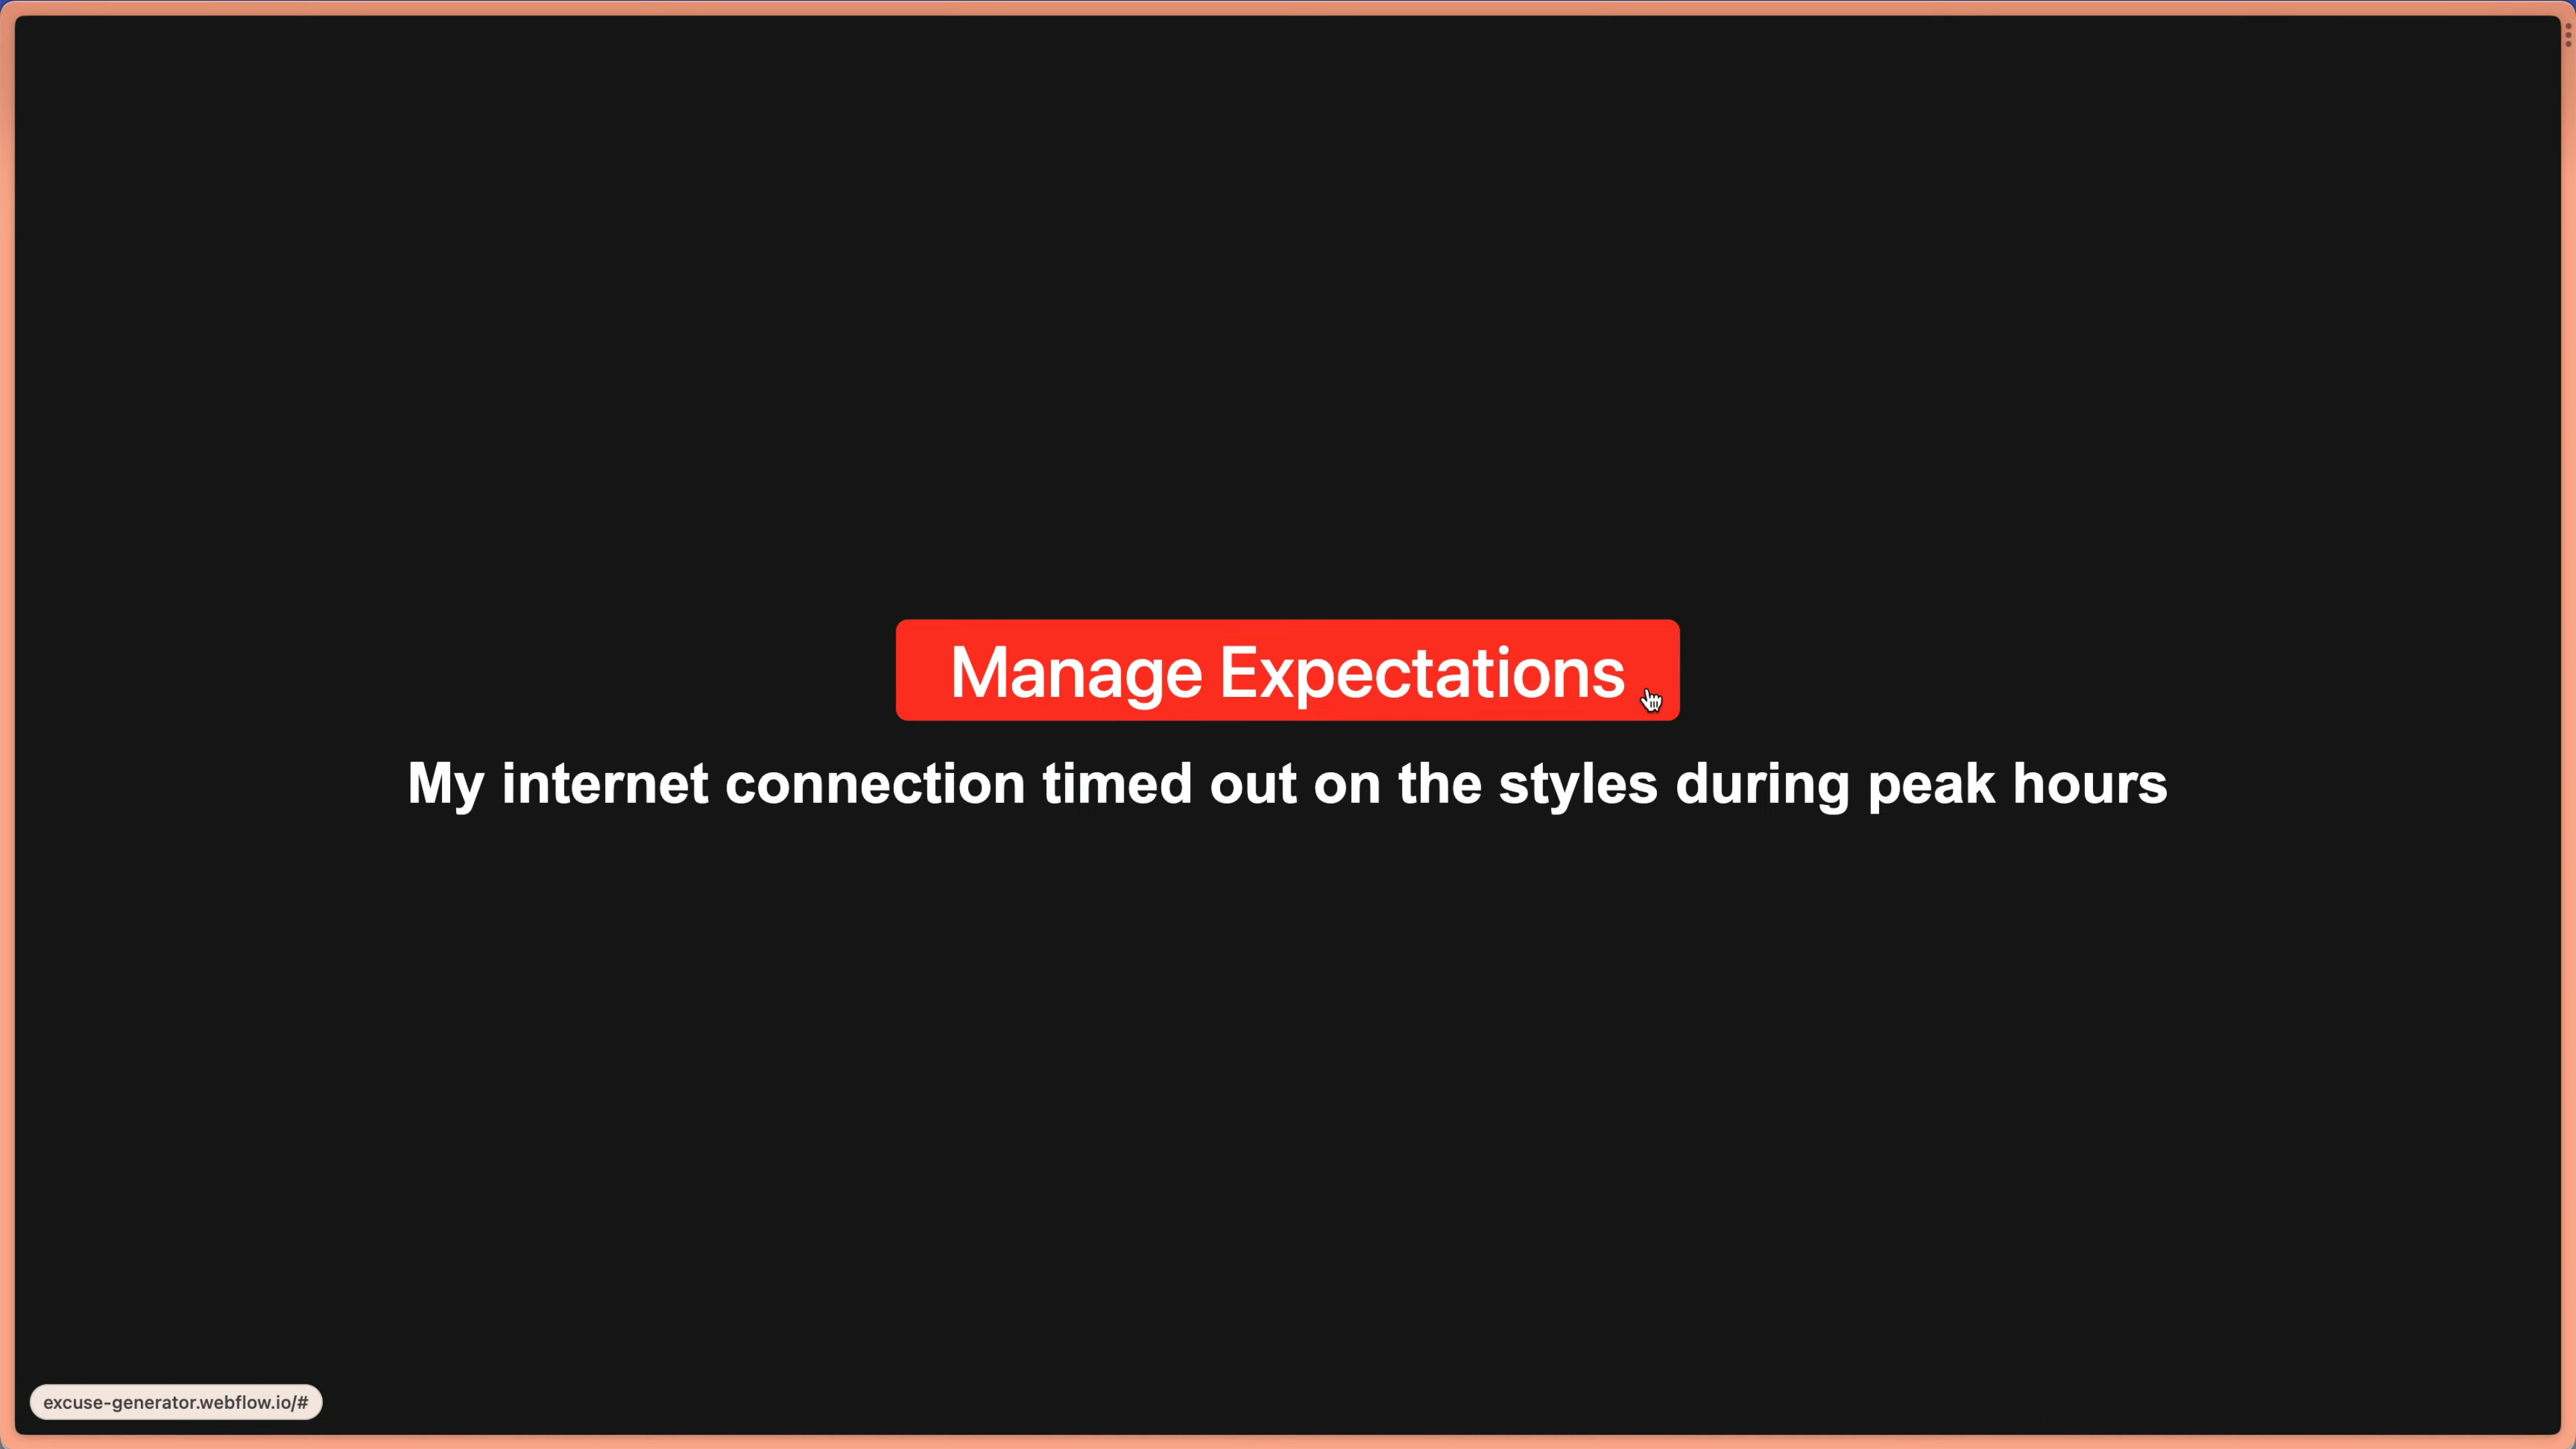 Manage Expectations
My internet connection timed out on the styles during peak hours
excuse-generator.webflow.io/#